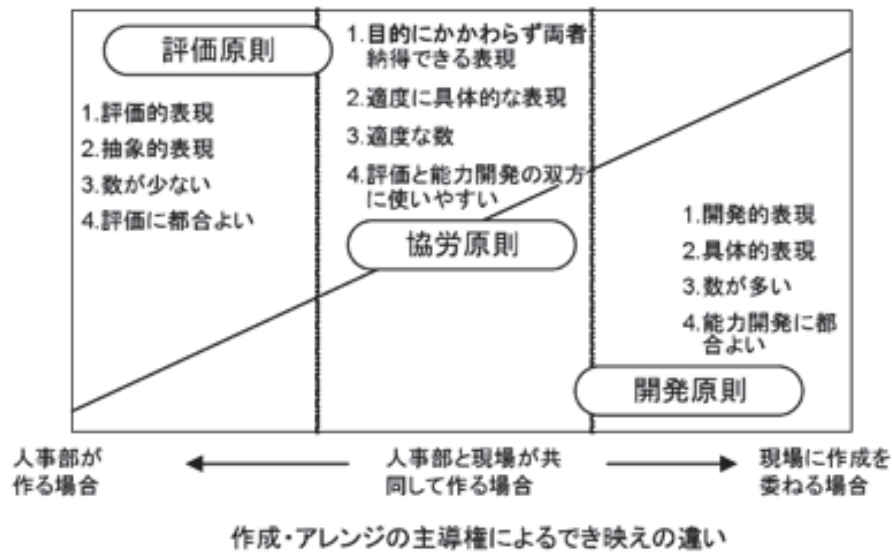 評価原則
1.評価的表現
2.抽象的表現
3.数が少ない
4.評価に都合よい
1.目的にかかわらず両者
納得できる表現
2.適度に具体的な表現
3.適度な数
4.評価と能力開発の双方
に使いやすい
協労原則
1.開発的表現
2.具体的表現
3.数が多い
4.能力開発に都
合よい
開発原則
人事部が
作る場合
人事部と現場が共
同して作る場合
現場に作成を
委ねる場合
作成・アレンジの主導権によるでき映えの違い